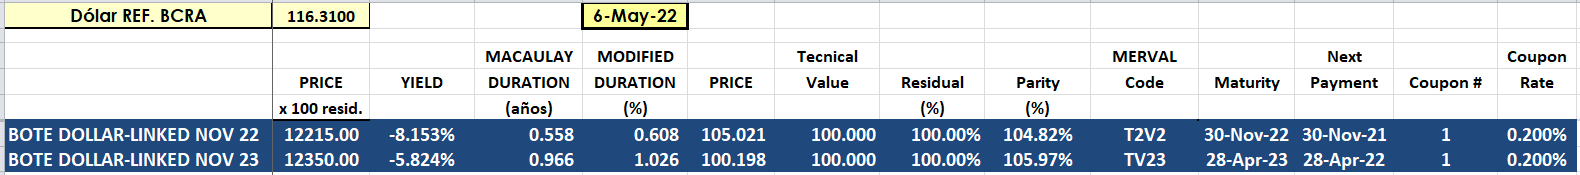 Dólar REF. BCRA 116.3100 6-May-22
MACAULAY MODIFIED Tecnical MERVAL Next Coupon
PRICE YIELD DURATION DURATION PRICE Value Residual Parity Code Maturity Payment Coupon # Rate
x 100 resid. (años) (%) (%) (%)
BOTE DOLLAR-LINKED NOV 22 12215.00 -8.153% 0.558 0.608 105.021 100.000 100.00% 104.82% T2V2 30-Nov-22 30-Nov-21 1 0.200%
BOTE DOLLAR-LINKED NOV 23 12350.00 -5.824% 0.966 1.026 100.198 100.000 100.00% 105.97% TV23 28-Apr-23 28-Apr-22 1 0.200%